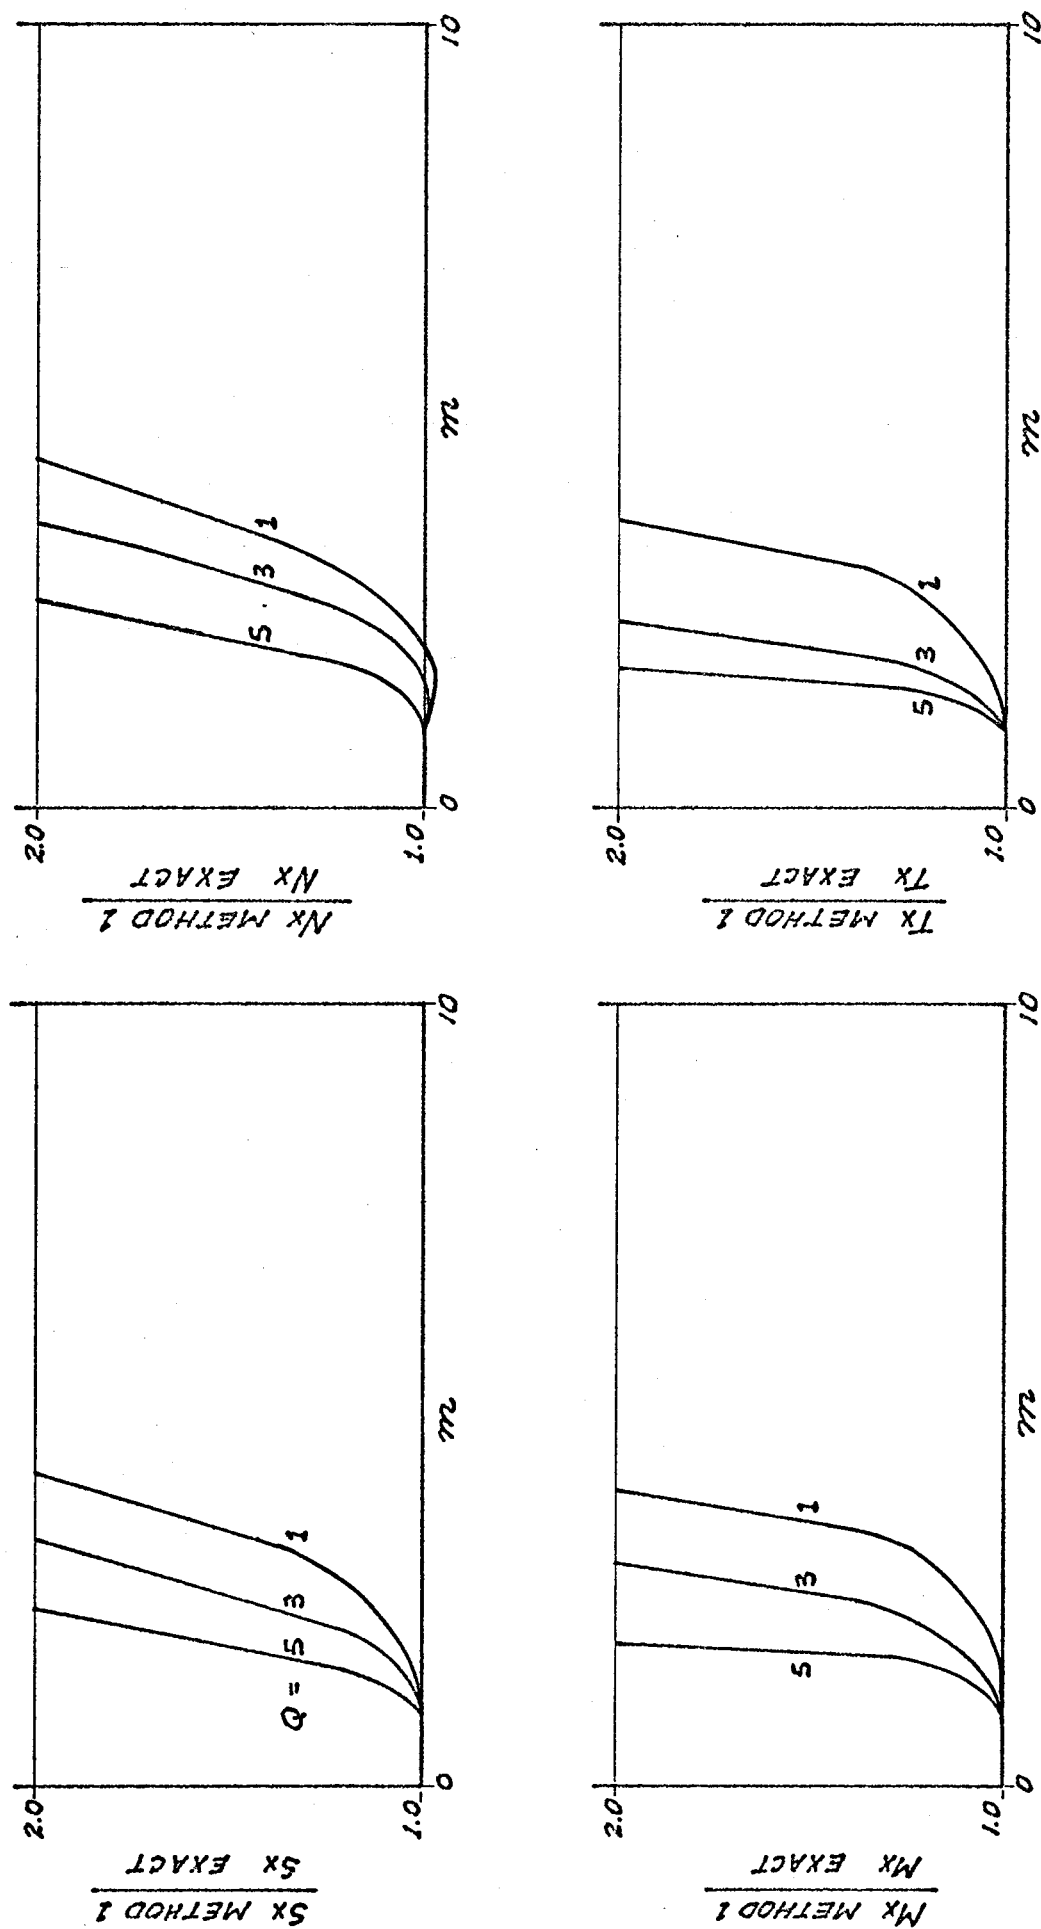 Sx METHOD 1
Sx EXACT
2.0
1.0
Q = 5
3
1
0
m
10
Nx METHOD 1
Nx EXACT
2.0
1.0
5
3
1
0
m
10
Mx METHOD 1
Mx EXACT
2.0
1.0
5
3
1
0
m
10
Tx METHOD 1
Tx EXACT
2.0
1.0
5
3
1
0
m
10